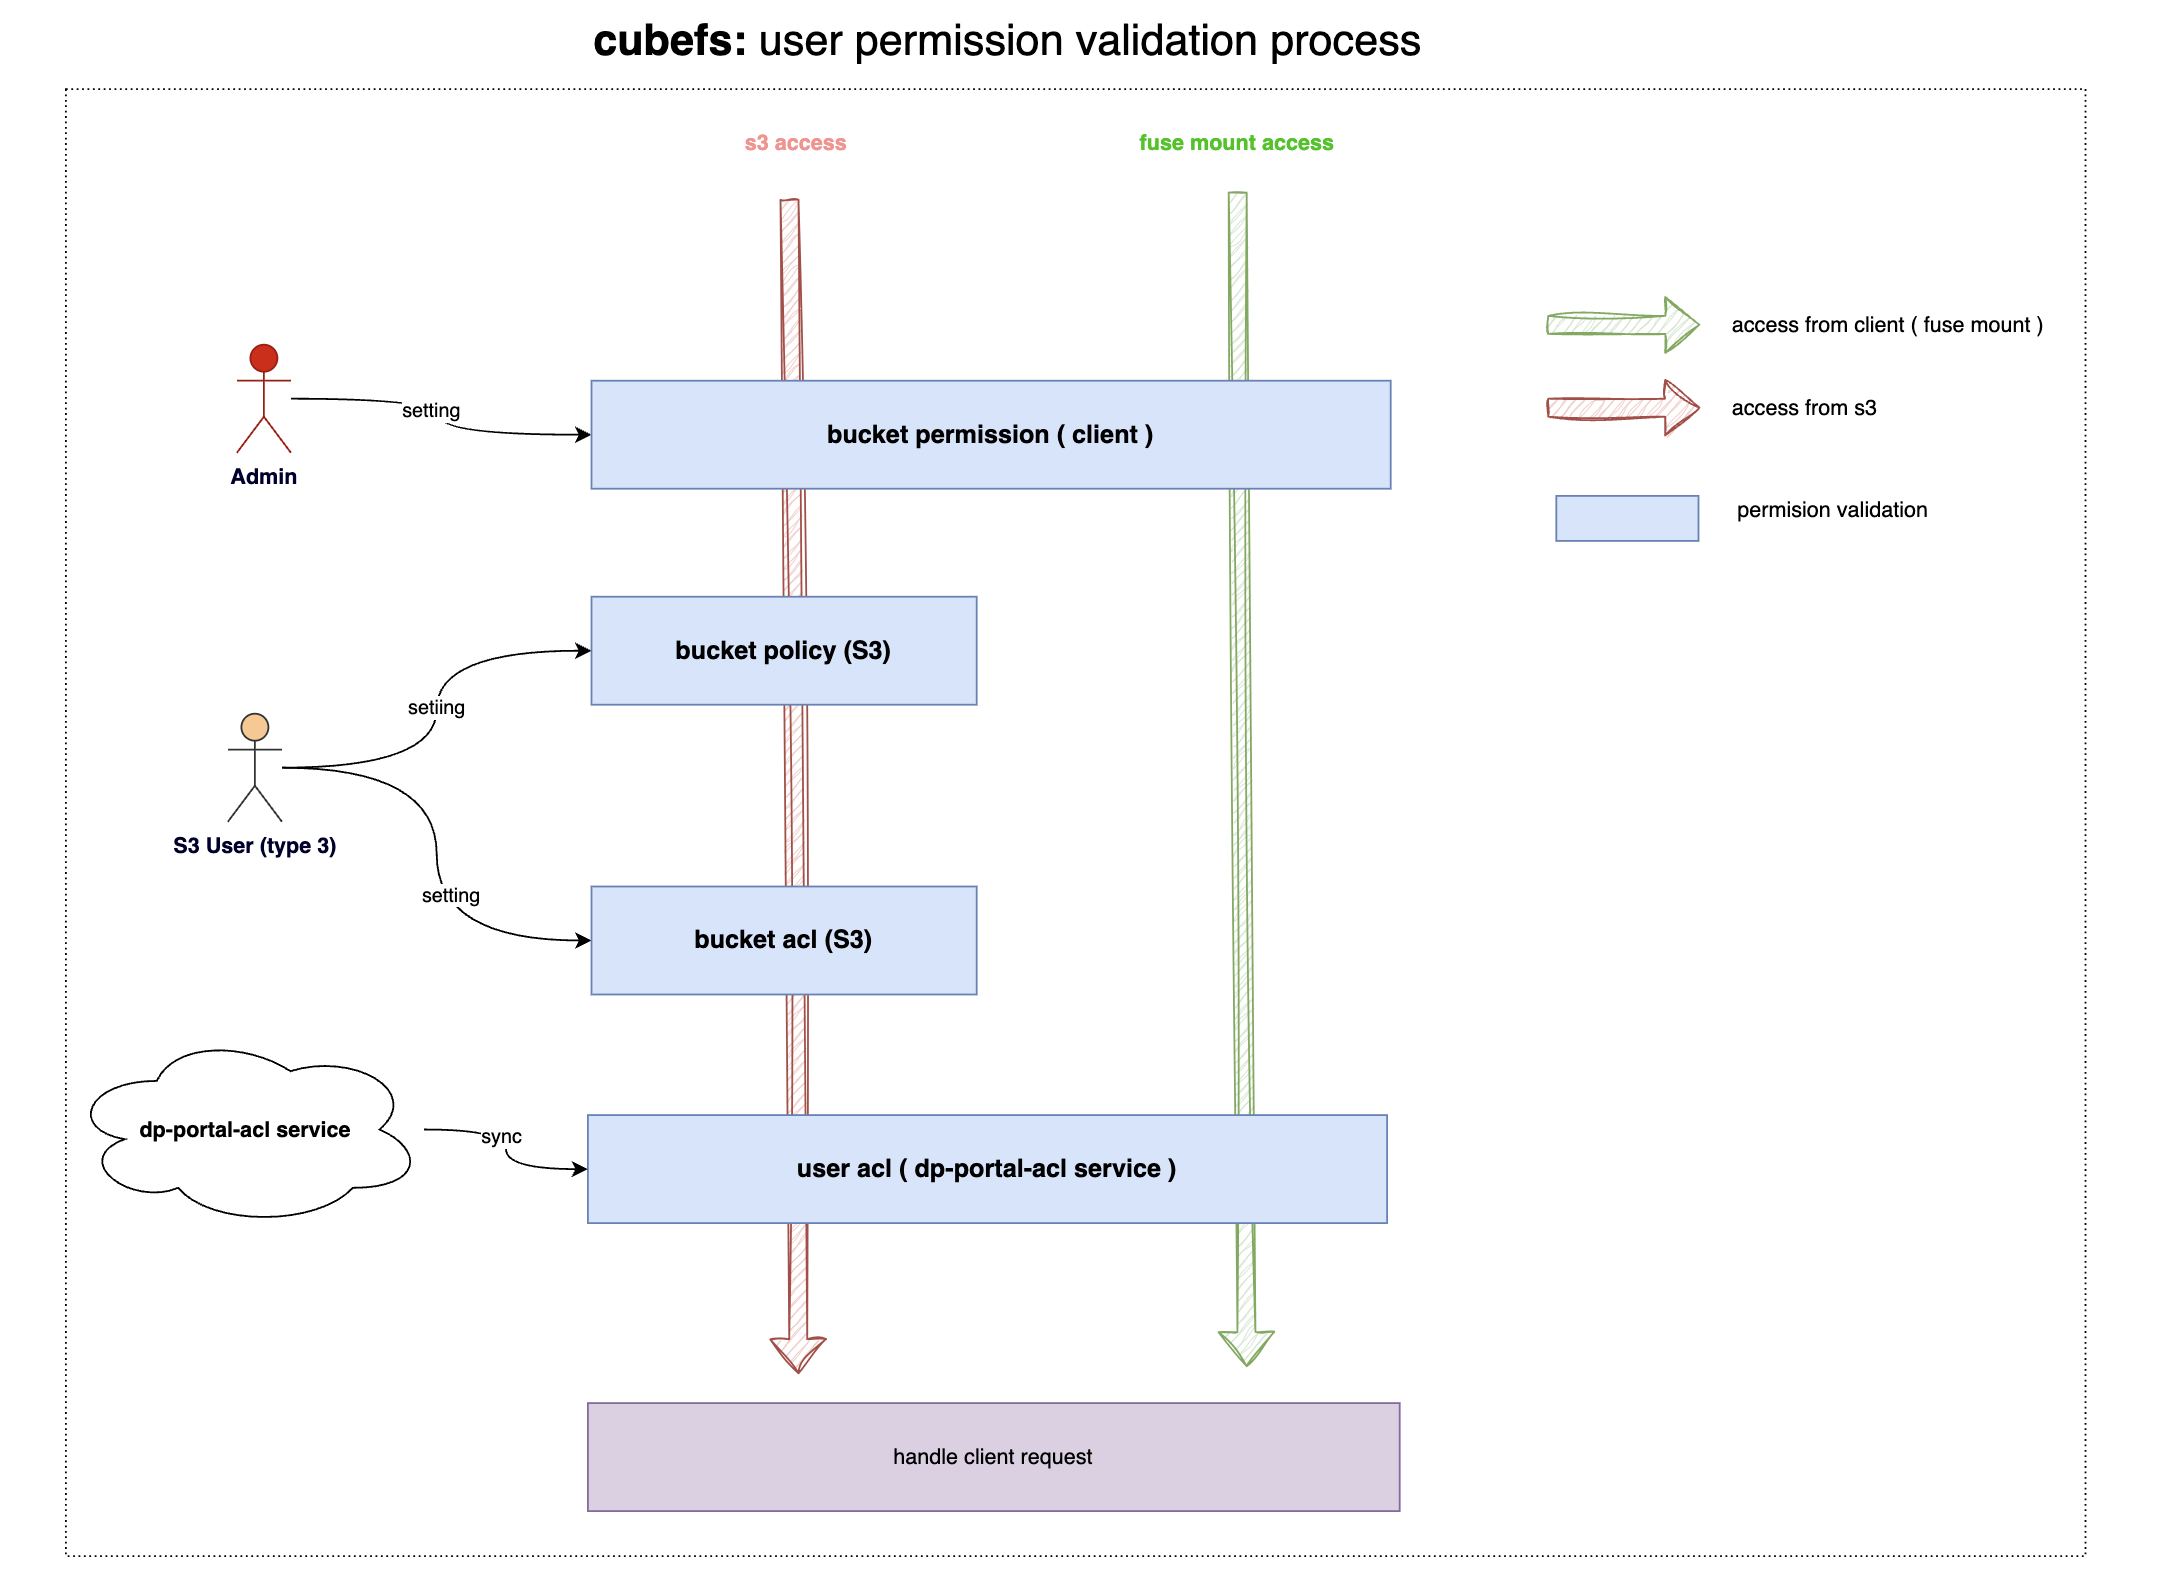 cubefs: user permission validation process
s3 access
fuse mount access
access from client ( fuse mount )
access from s3
permision validation
setting
bucket permission ( client )
Admin
bucket policy (S3)
setiing
S3 User (type 3)
setting
bucket acl (S3)
dp-portal-acl service
sync
user acl ( dp-portal-acl service )
handle client request